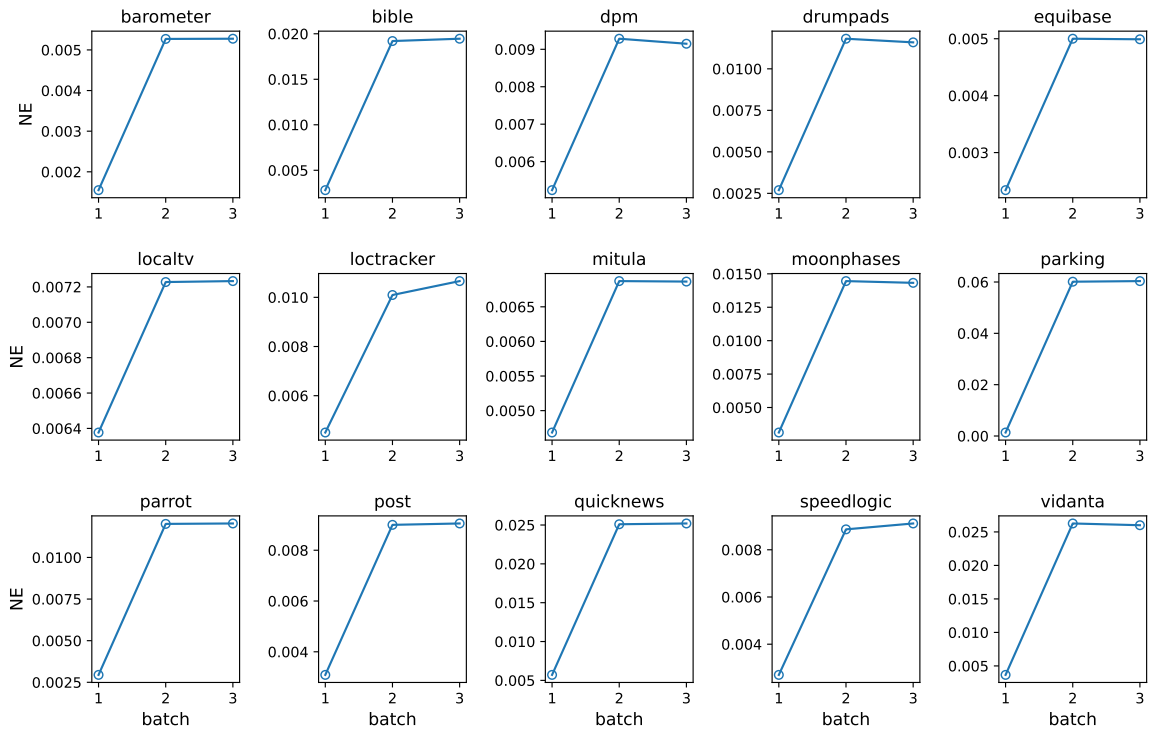 barometer bible dpm drumpads equibase
NE
0.005
0.004
0.003
0.002
1 2 3
0.020
0.015
0.010
0.005
1 2 3
0.009
0.008
0.007
0.006
1 2 3
0.0100
0.0075
0.0050
0.0025
1 2 3
0.005
0.004
0.003
1 2 3
localtv loctracker mitula moonphases parking
NE
0.0072
0.0070
0.0068
0.0066
0.0064
1 2 3
0.010
0.008
0.006
1 2 3
0.0065
0.0060
0.0055
0.0050
1 2 3
0.0150
0.0125
0.0100
0.0075
0.0050
1 2 3
0.06
0.04
0.02
0.00
1 2 3
parrot post quicknews speedlogic vidanta
NE
0.0100
0.0075
0.0050
0.0025
1 2 3
0.008
0.006
0.004
1 2 3
0.025
0.020
0.015
0.010
0.005
1 2 3
0.008
0.006
0.004
1 2 3
0.025
0.020
0.015
0.010
0.005
1 2 3
batch batch batch batch batch